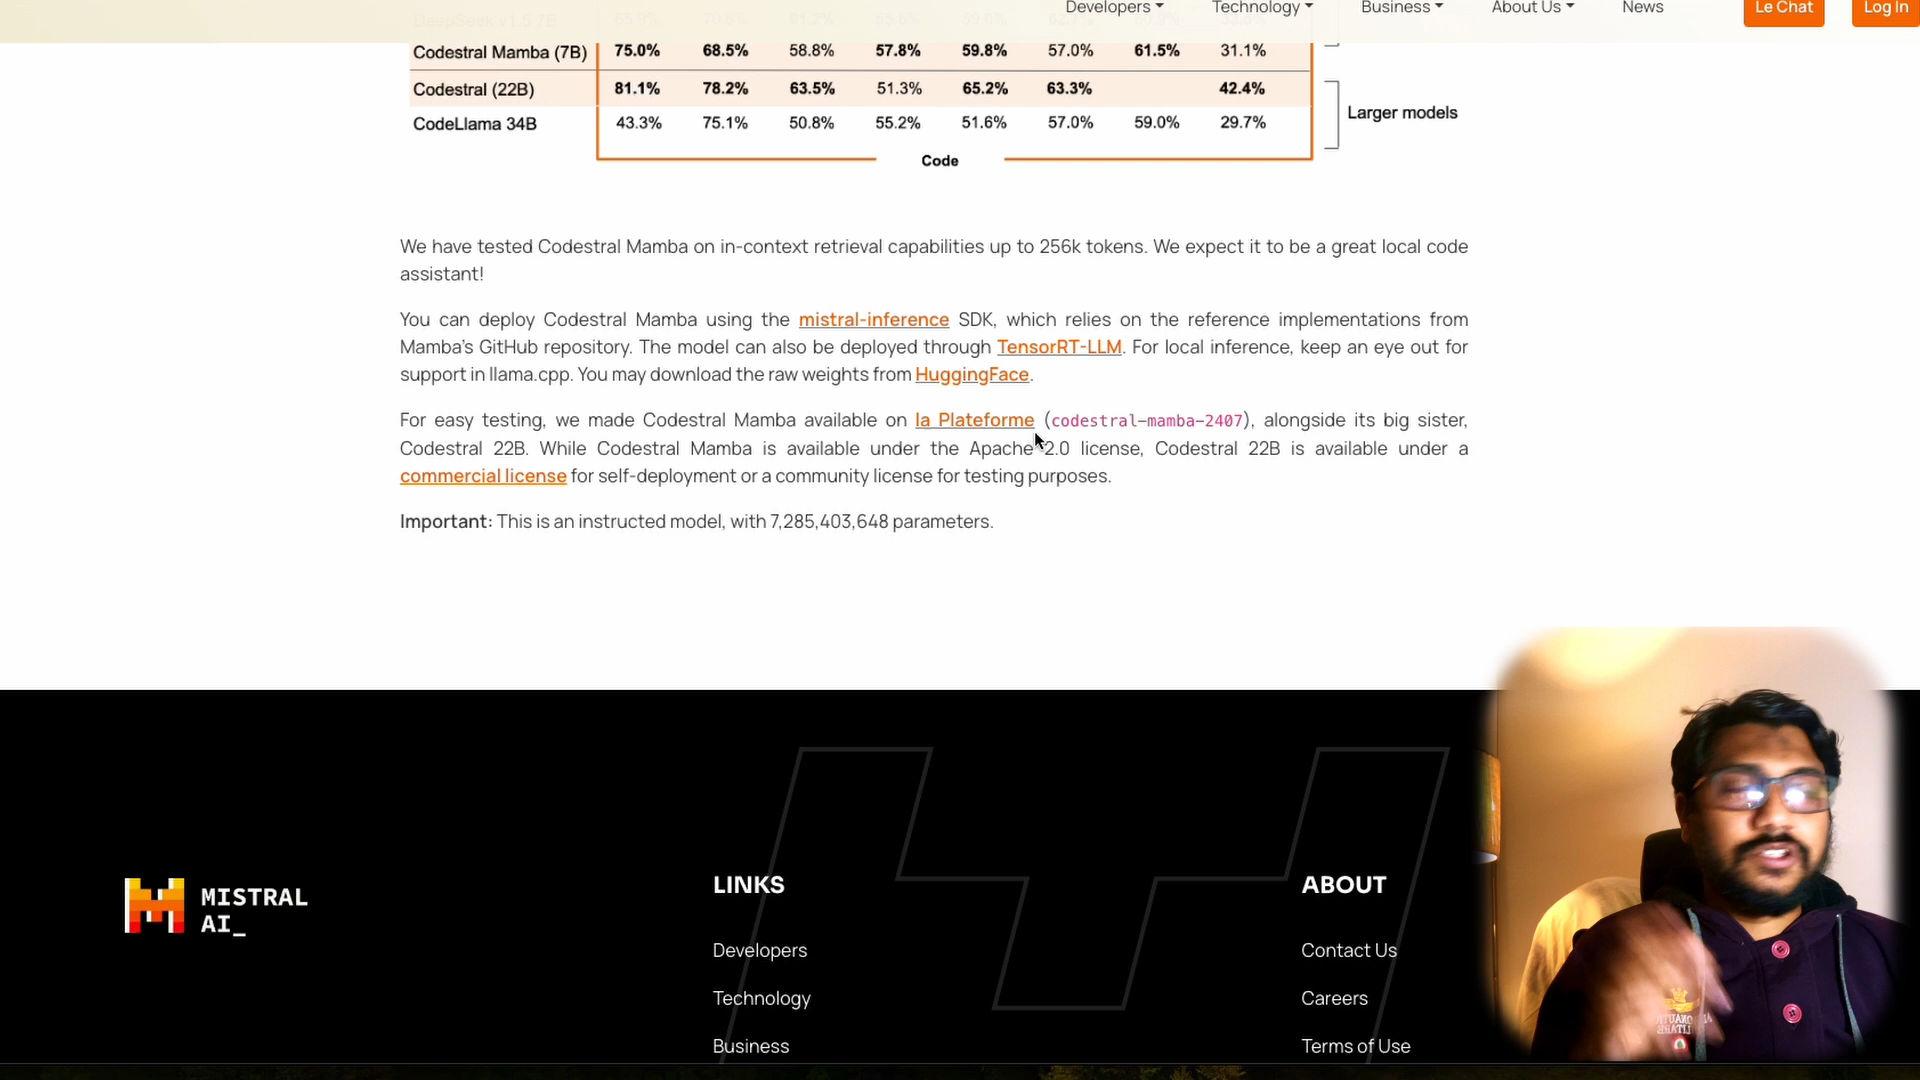 Developers
Technology
Business
About Us
News
Le Chat
Log In
DeepSeek v1.5 7B
Codestral Mamba (7B) 75.0% 68.5% 58.8% 57.8% 59.8% 57.0% 61.5% 31.1%
Codestral (22B) 81.1% 78.2% 63.5% 51.3% 65.2% 63.3% 42.4%
CodeLlama 34B 43.3% 75.1% 50.8% 55.2% 51.6% 57.0% 59.0% 29.7%
Larger models
Code
We have tested Codestral Mamba on in-context retrieval capabilities up to 256k tokens. We expect it to be a great local code
assistant!
You can deploy Codestral Mamba using the mistral-inference SDK, which relies on the reference implementations from
Mamba's GitHub repository. The model can also be deployed through TensorRT-LLM. For local inference, keep an eye out for
support in llama.cpp. You may download the raw weights from HuggingFace.
For easy testing, we made Codestral Mamba available on la Plateforme (codestral-mamba-2407), alongside its big sister,
Codestral 22B. While Codestral Mamba is available under the Apache 2.0 license, Codestral 22B is available under a
commercial license for self-deployment or a community license for testing purposes.
Important: This is an instructed model, with 7,285,403,648 parameters.
MISTRAL
AI_
LINKS
Developers
Technology
Business
ABOUT
Contact Us
Careers
Terms of Use